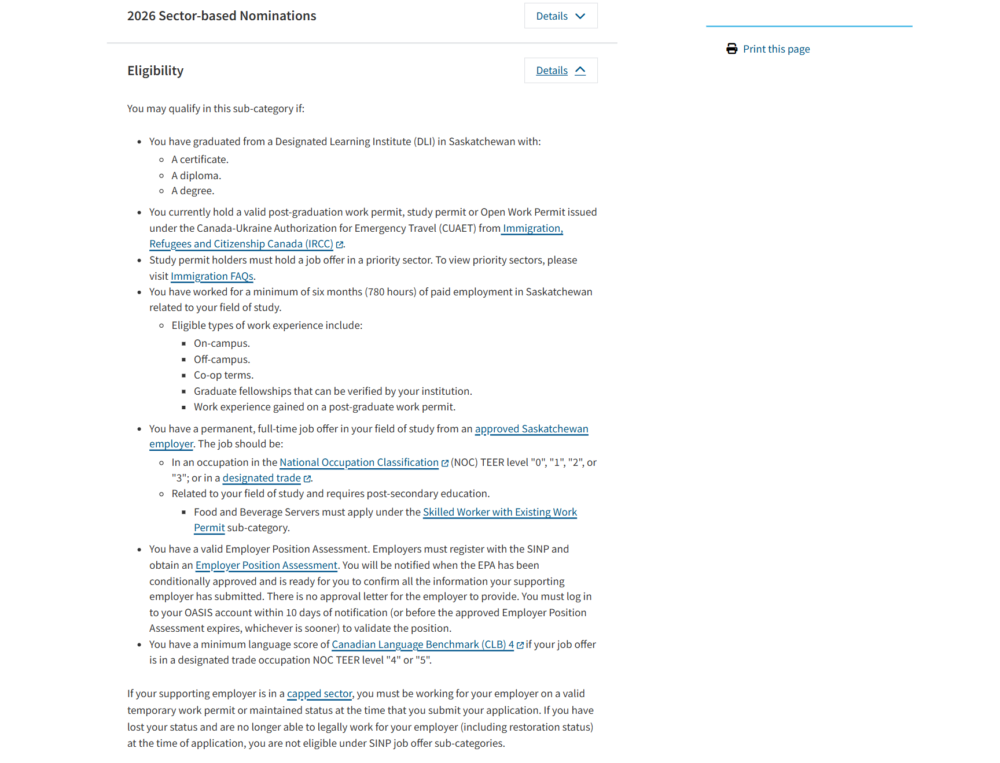 2026 Sector-based Nominations
Details
Print this page
Eligibility
Details
You may qualify in this sub-category if:
You have graduated from a Designated Learning Institute (DLI) in Saskatchewan with:
A certificate.
A diploma.
A degree.
You currently hold a valid post-graduation work permit, study permit or Open Work Permit issued
under the Canada-Ukraine Authorization for Emergency Travel (CUAET) from Immigration,
Refugees and Citizenship Canada (IRCC).
Study permit holders must hold a job offer in a priority sector. To view priority sectors, please
visit Immigration FAQs.
You have worked for a minimum of six months (780 hours) of paid employment in Saskatchewan
related to your field of study.
Eligible types of work experience include:
On-campus.
Off-campus.
Co-op terms.
Graduate fellowships that can be verified by your institution.
Work experience gained on a post-graduate work permit.
You have a permanent, full-time job offer in your field of study from an approved Saskatchewan
employer. The job should be:
In an occupation in the National Occupation Classification (NOC) TEER level "0", "1", "2", or
"3"; or in a designated trade.
Related to your field of study and requires post-secondary education.
Food and Beverage Servers must apply under the Skilled Worker with Existing Work
Permit sub-category.
You have a valid Employer Position Assessment. Employers must register with the SINP and
obtain an Employer Position Assessment. You will be notified when the EPA has been
conditionally approved and is ready for you to confirm all the information your supporting
employer has submitted. There is no approval letter for the employer to provide. You must log in
to your OASIS account within 10 days of notification (or before the approved Employer Position
Assessment expires, whichever is sooner) to validate the position.
You have a minimum language score of Canadian Language Benchmark (CLB) 4 if your job offer
is in a designated trade occupation NOC TEER level "4" or "5".
If your supporting employer is in a capped sector, you must be working for your employer on a valid
temporary work permit or maintained status at the time that you submit your application. If you have
lost your status and are no longer able to legally work for your employer (including restoration status)
at the time of application, you are not eligible under SINP job offer sub-categories.